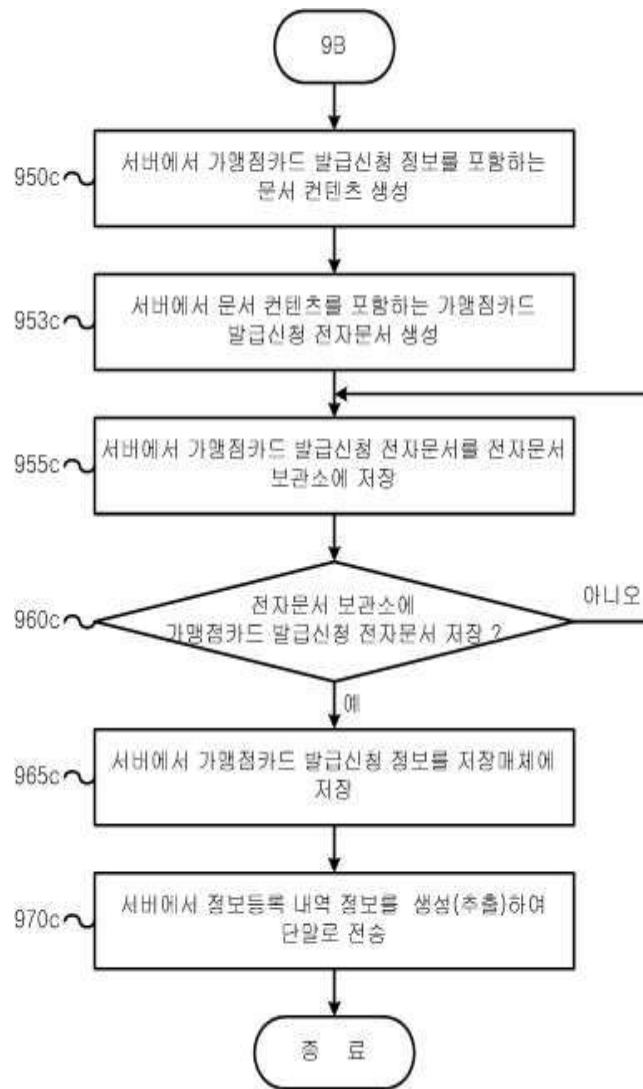 9B
950c
서버에서 가맹점카드 발급신청 정보를 포함하는
문서 컨텐츠 생성
953c
서버에서 문서 컨텐츠를 포함하는 가맹점카드
발급신청 전자문서 생성
955c
서버에서 가맹점카드 발급신청 전자문서를 전자문서
보관소에 저장
960c
전자문서 보관소에
가맹점카드 발급신청 전자문서 저장 ?
아니오
예
965c
서버에서 가맹점카드 발급신청 정보를 저장매체에
저장
970c
서버에서 정보등록 내역 정보를 생성(추출)하여
단말로 전송
종 료